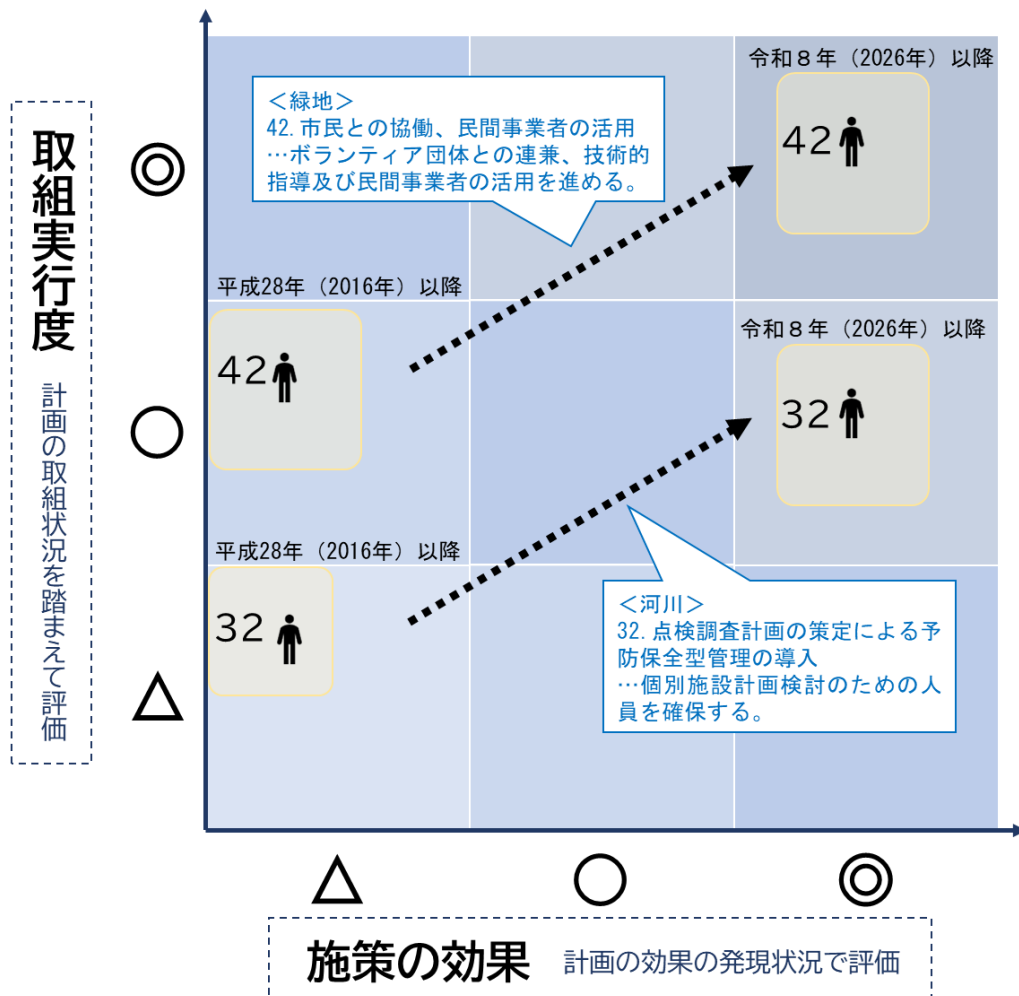 取組実行度
計画の取組状況を踏まえて評価
◎
○
△
令和８年（2026年）以降
42
＜緑地＞
42. 市民との協働、民間事業者の活用
…ボランティア団体との連兼、技術的
指導及び民間事業者の活用を進める。
平成28年（2016年）以降
42
令和８年（2026年）以降
32
平成28年（2016年）以降
32
＜河川＞
32. 点検調査計画の策定による予
防保全型管理の導入
…個別施設計画検討のための人
員を確保する。
△
○
◎
施策の効果 計画の効果の発現状況で評価